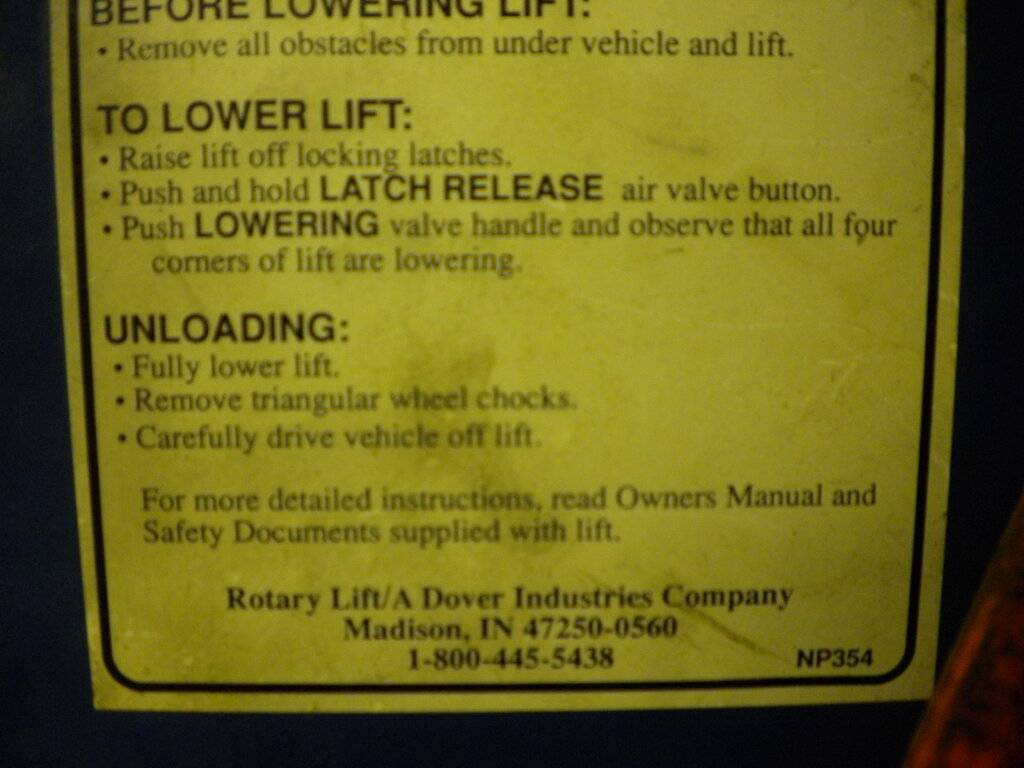 BEFORE LOWERING LIFT:
• Remove all obstacles from under vehicle and lift.
TO LOWER LIFT:
• Raise lift off locking latches.
• Push and hold LATCH RELEASE air valve button.
• Push LOWERING valve handle and observe that all four
corners of lift are lowering.
UNLOADING:
• Fully lower lift.
• Remove triangular wheel chocks.
• Carefully drive vehicle off lift.
For more detailed instructions, read Owners Manual and
Safety Documents supplied with lift.
Rotary Lift/A Dover Industries Company
Madison, IN 47250-0560
1-800-445-5438
NP354